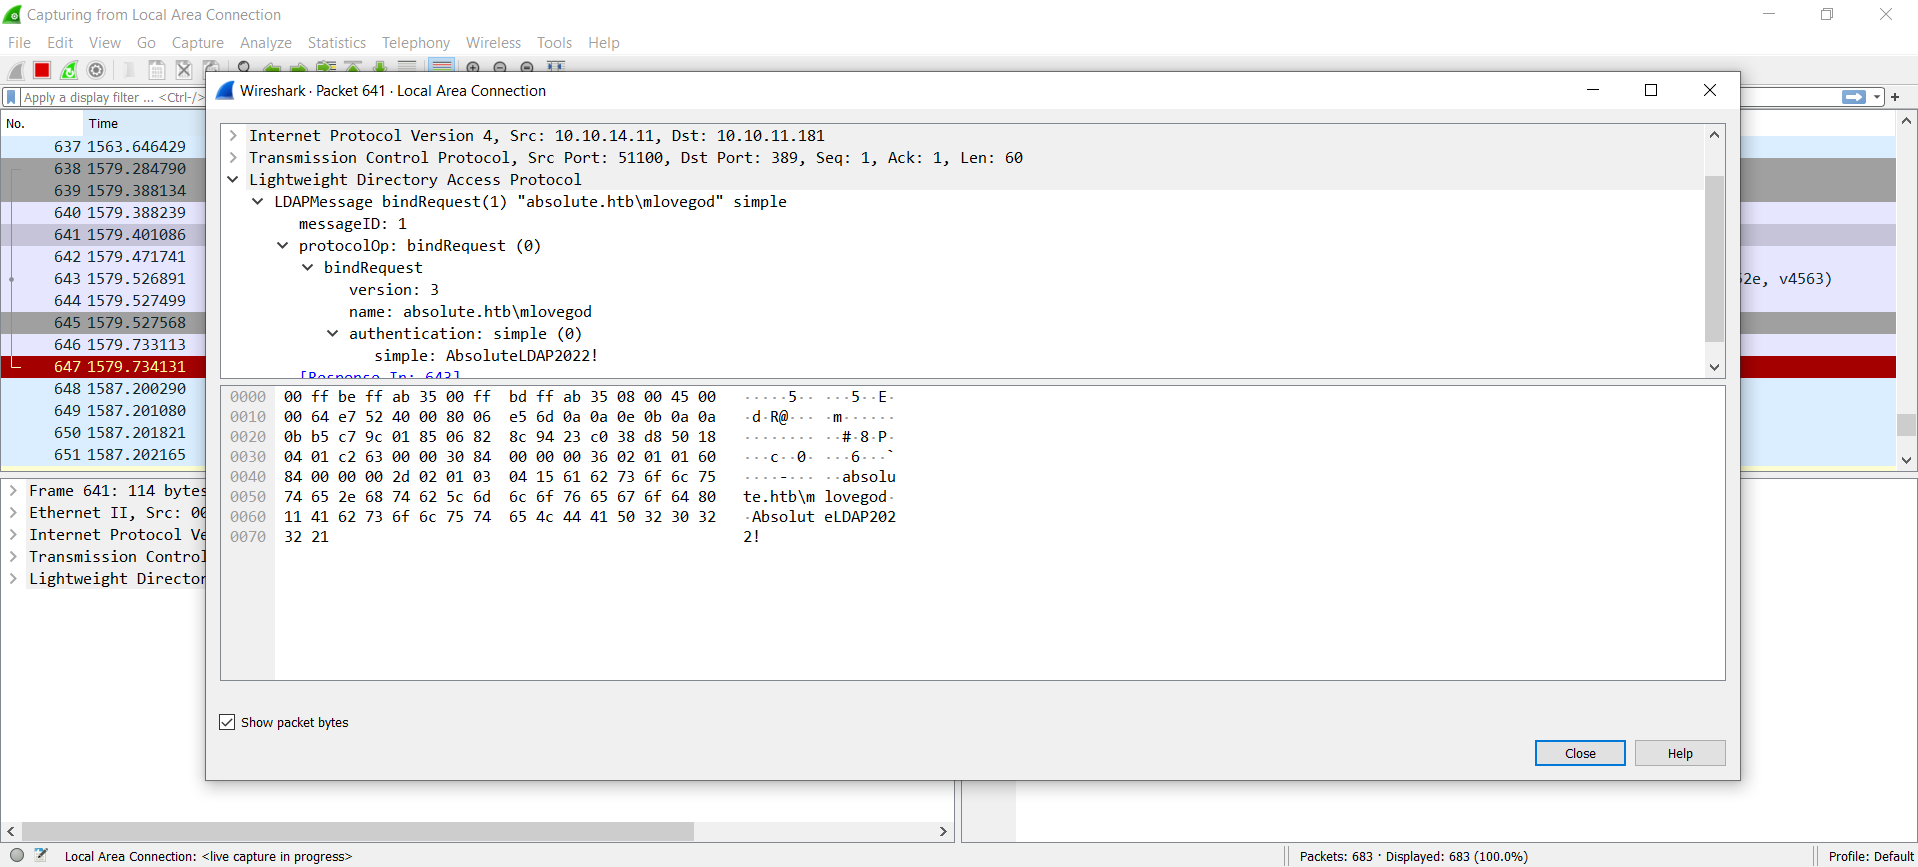 Capturing from Local Area Connection
File Edit View Go Capture Analyze Statistics Telephony Wireless Tools Help
Apply a display filter ... <Ctrl-/>
+
No. Time
637 1563.646429
638 1579.284790
639 1579.388134
640 1579.388239
641 1579.401086
642 1579.471741
643 1579.526891
644 1579.527499
645 1579.527568
646 1579.733113
647 1579.734131
648 1587.200290
649 1587.201080
650 1587.201821
651 1587.202165
52e, v4563)
Wireshark · Packet 641 · Local Area Connection
Internet Protocol Version 4, Src: 10.10.14.11, Dst: 10.10.11.181
Transmission Control Protocol, Src Port: 51100, Dst Port: 389, Seq: 1, Ack: 1, Len: 60
Lightweight Directory Access Protocol
LDAPMessage bindRequest(1) "absolute.htb\mlovegod" simple
messageID: 1
protocolOp: bindRequest (0)
bindRequest
version: 3
name: absolute.htb\mlovegod
authentication: simple (0)
simple: AbsoluteLDAP2022!
[Response In: 643]
0000 00 ff be ff ab 35 00 ff bd ff ab 35 08 00 45 00 ·····5·· ···5··E·
0010 00 64 e7 52 40 00 80 06 e5 6d 0a 0a 0e 0b 0a 0a ·d·R@··· ·m······
0020 0b b5 c7 9c 01 85 06 82 8c 94 23 c0 38 d8 50 18 ········ ··#·8·P·
0030 04 01 c2 63 00 00 30 84 00 00 00 36 02 01 01 60 ···c··0· ···6···`
0040 84 00 00 00 2d 02 01 03 04 15 61 62 73 6f 6c 75 ····-··· ··absolu
0050 74 65 2e 68 74 62 5c 6d 6c 6f 76 65 67 6f 64 80 te.htb\m lovegod·
0060 11 41 62 73 6f 6c 75 74 65 4c 44 41 50 32 30 32 ·Absolut eLDAP202
0070 32 21 2!
Show packet bytes
Close Help
Frame 641: 114 bytes
Ethernet II, Src: 00
Internet Protocol Ve
Transmission Control
Lightweight Director
Local Area Connection: <live capture in progress>
Packets: 683 · Displayed: 683 (100.0%)
Profile: Default